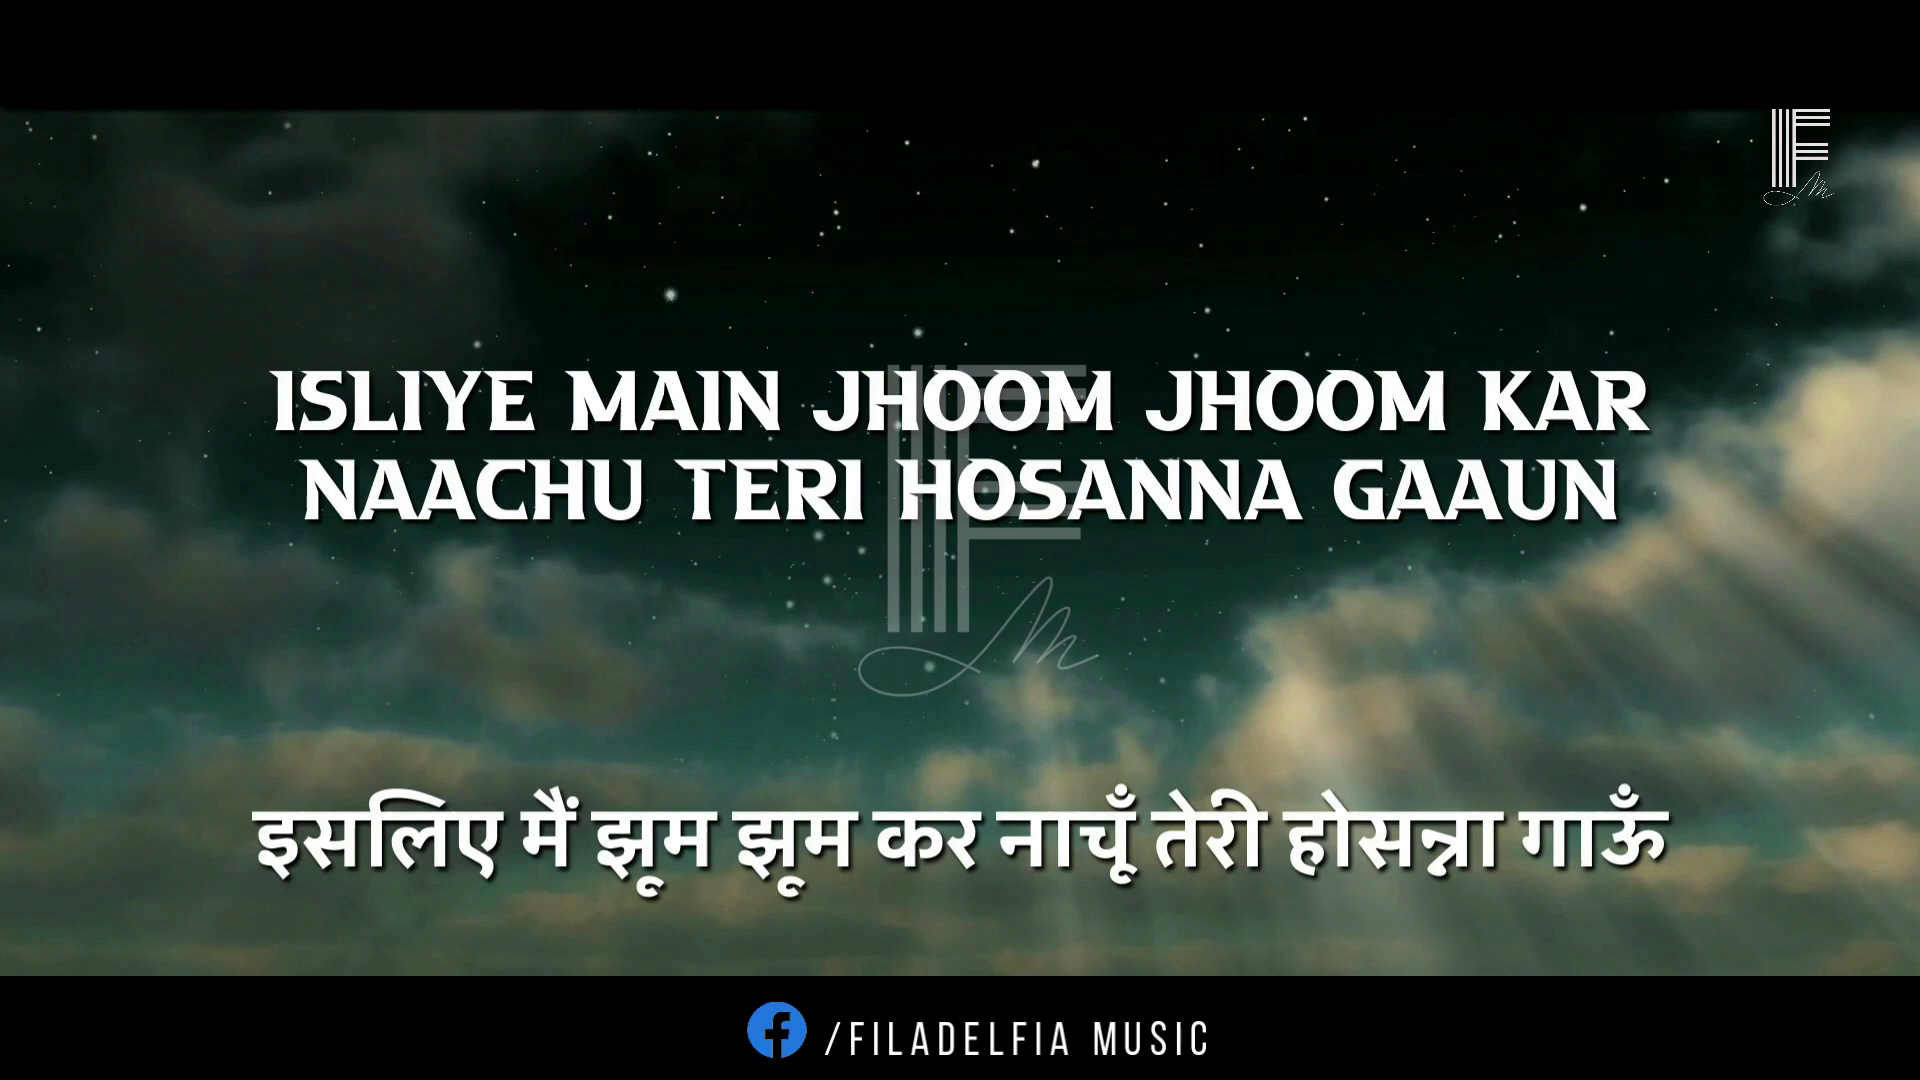 ISLIYE MAIN JHOOM JHOOM KAR
NAACHU TERI HOSANNA GAAUN
इसलिए मैं झूम झूम कर नाचूँ तेरी होसन्ना गाऊँ
/FILADELFIA MUSIC